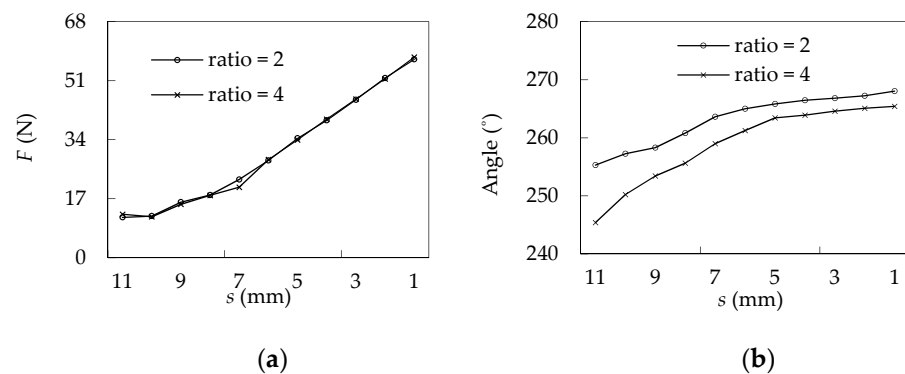 68
51
34
17
0
F (N)
ratio = 2
ratio = 4
11 9 7 5 3 1
s (mm)
(a)
280
270
260
250
240
Angle (°)
ratio = 2
ratio = 4
11 9 7 5 3 1
s (mm)
(b)